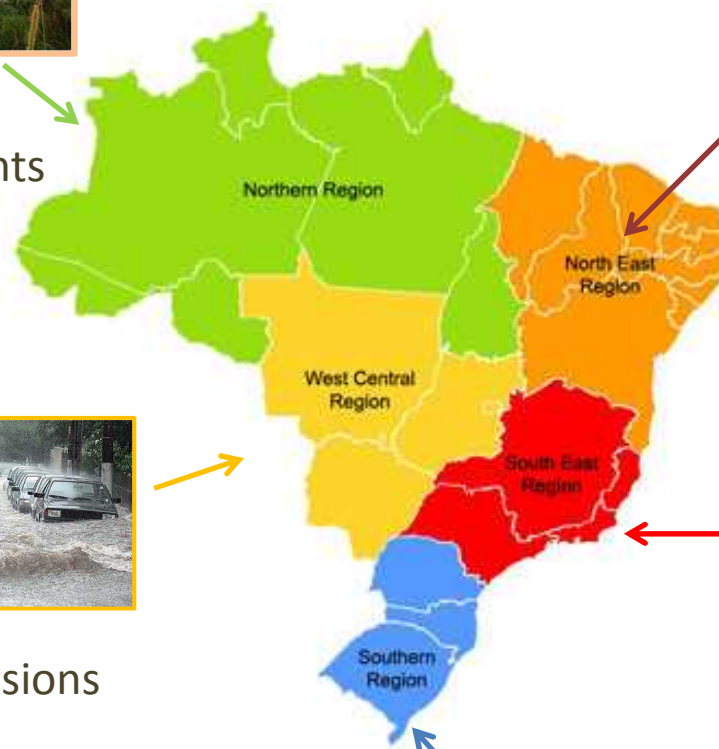 nts
Northern Region
North East
Region
West Central
Region
South East
Region
sions
Southern
Region